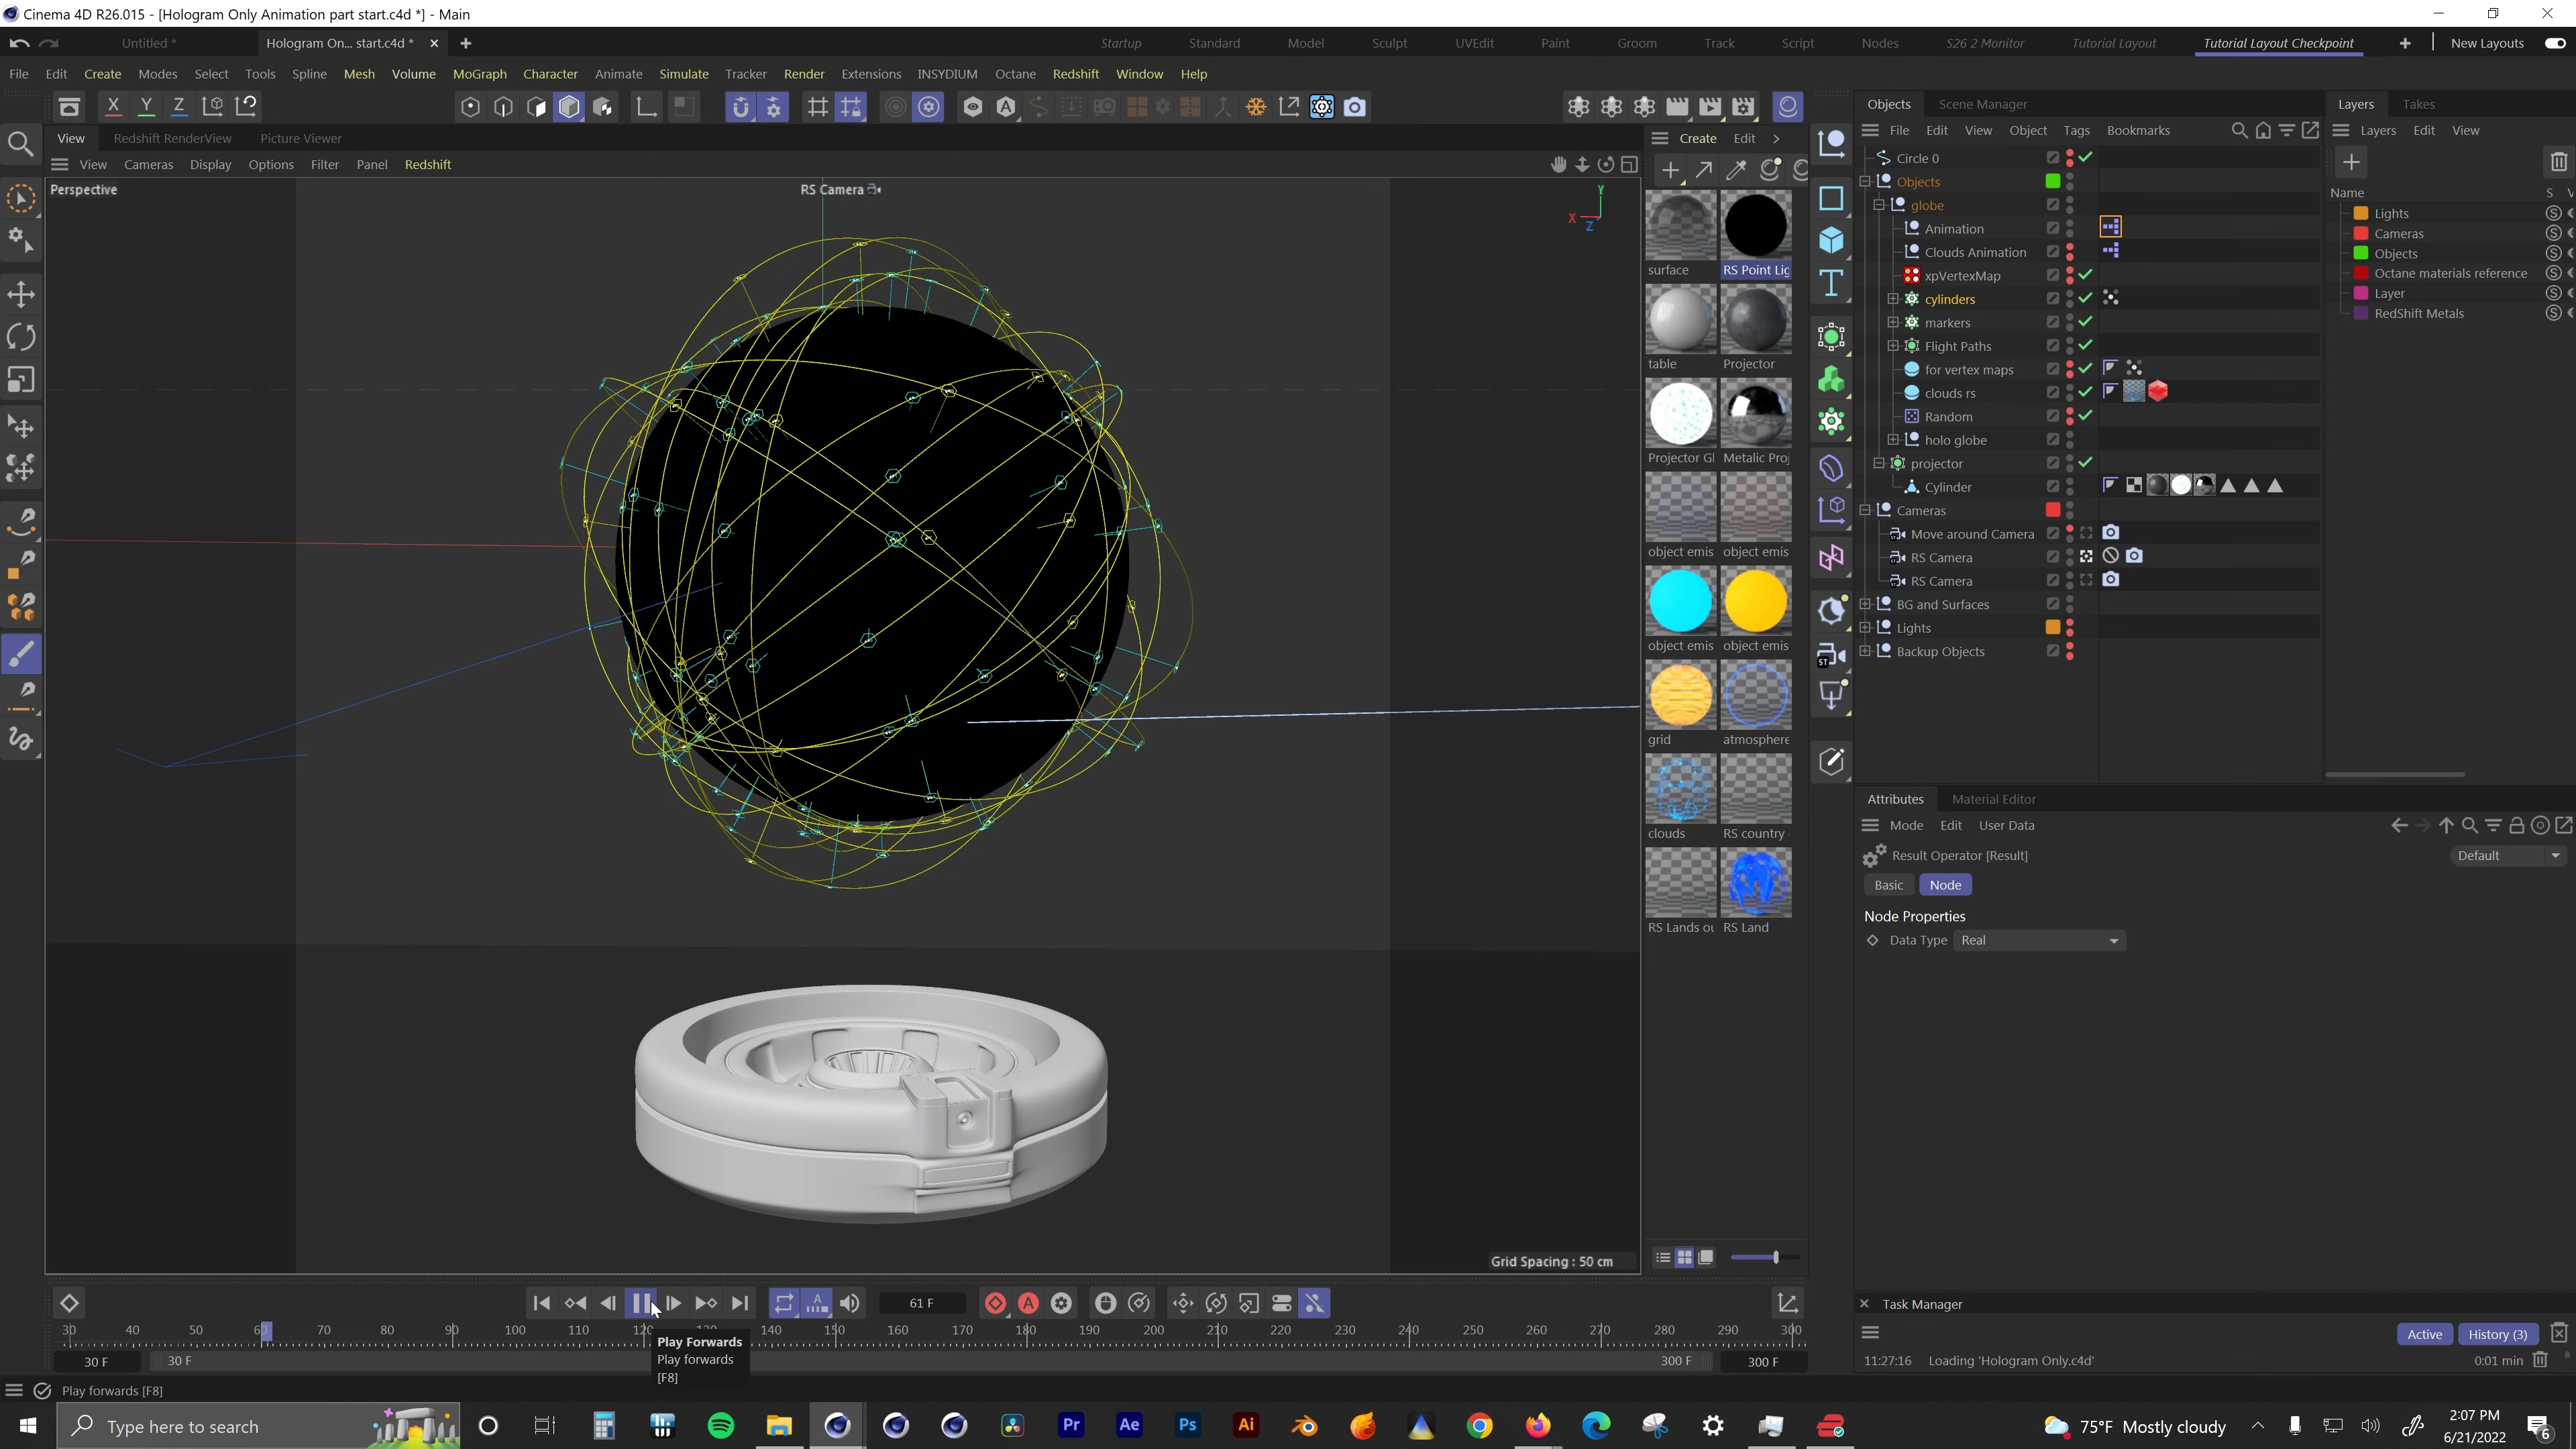 Cinema 4D R26.015 - [Hologram Only Animation part start.c4d *] - Main
Untitled *
Hologram On... start.c4d *
Startup
Standard
Model
Sculpt
UVEdit
Paint
Groom
Track
Script
Nodes
S26 2 Monitor
Tutorial Layout
Tutorial Layout Checkpoint
New Layouts
File Edit Create Modes Select Tools Spline Mesh Volume MoGraph Character Animate Simulate Tracker Render Extensions INSYDIUM Octane Redshift Window Help
X Y Z
View
Redshift RenderView
Picture Viewer
View Cameras Display Options Filter Panel Redshift
Perspective
RS Camera
Y
X
Z
Grid Spacing : 50 cm
Create Edit
surface
RS Point Lig
table
Projector
Projector Gl
Metalic Proj
object emis
object emis
object emis
object emis
grid
atmosphere
clouds
RS country
RS Lands ou
RS Land
Objects
Scene Manager
File Edit View Object Tags Bookmarks
Circle 0
Objects
globe
Animation
Clouds Animation
xpVertexMap
cylinders
markers
Flight Paths
for vertex maps
clouds rs
Random
holo globe
projector
Cylinder
Cameras
Move around Camera
RS Camera
RS Camera
BG and Surfaces
Lights
Backup Objects
Layers
Takes
Layers Edit View
Name
S V
Lights
Cameras
Objects
Octane materials reference
Layer
RedShift Metals
Attributes
Material Editor
Mode Edit User Data
Result Operator [Result]
Default
Basic
Node
Node Properties
Data Type
Real
Task Manager
Active
History (3)
11:27:16 Loading 'Hologram Only.c4d'
0:01 min
61 F
30 40 50 60 70 80 90 100 110 120 130 140 150 160 170 180 190 200 210 220 230 240 250 260 270 280 290 300
30 F
30 F
300 F
300 F
Play Forwards
Play forwards
[F8]
Play forwards [F8]
Type here to search
Pr
Ae
Ps
Ai
75°F Mostly cloudy
2:07 PM
6/21/2022
6